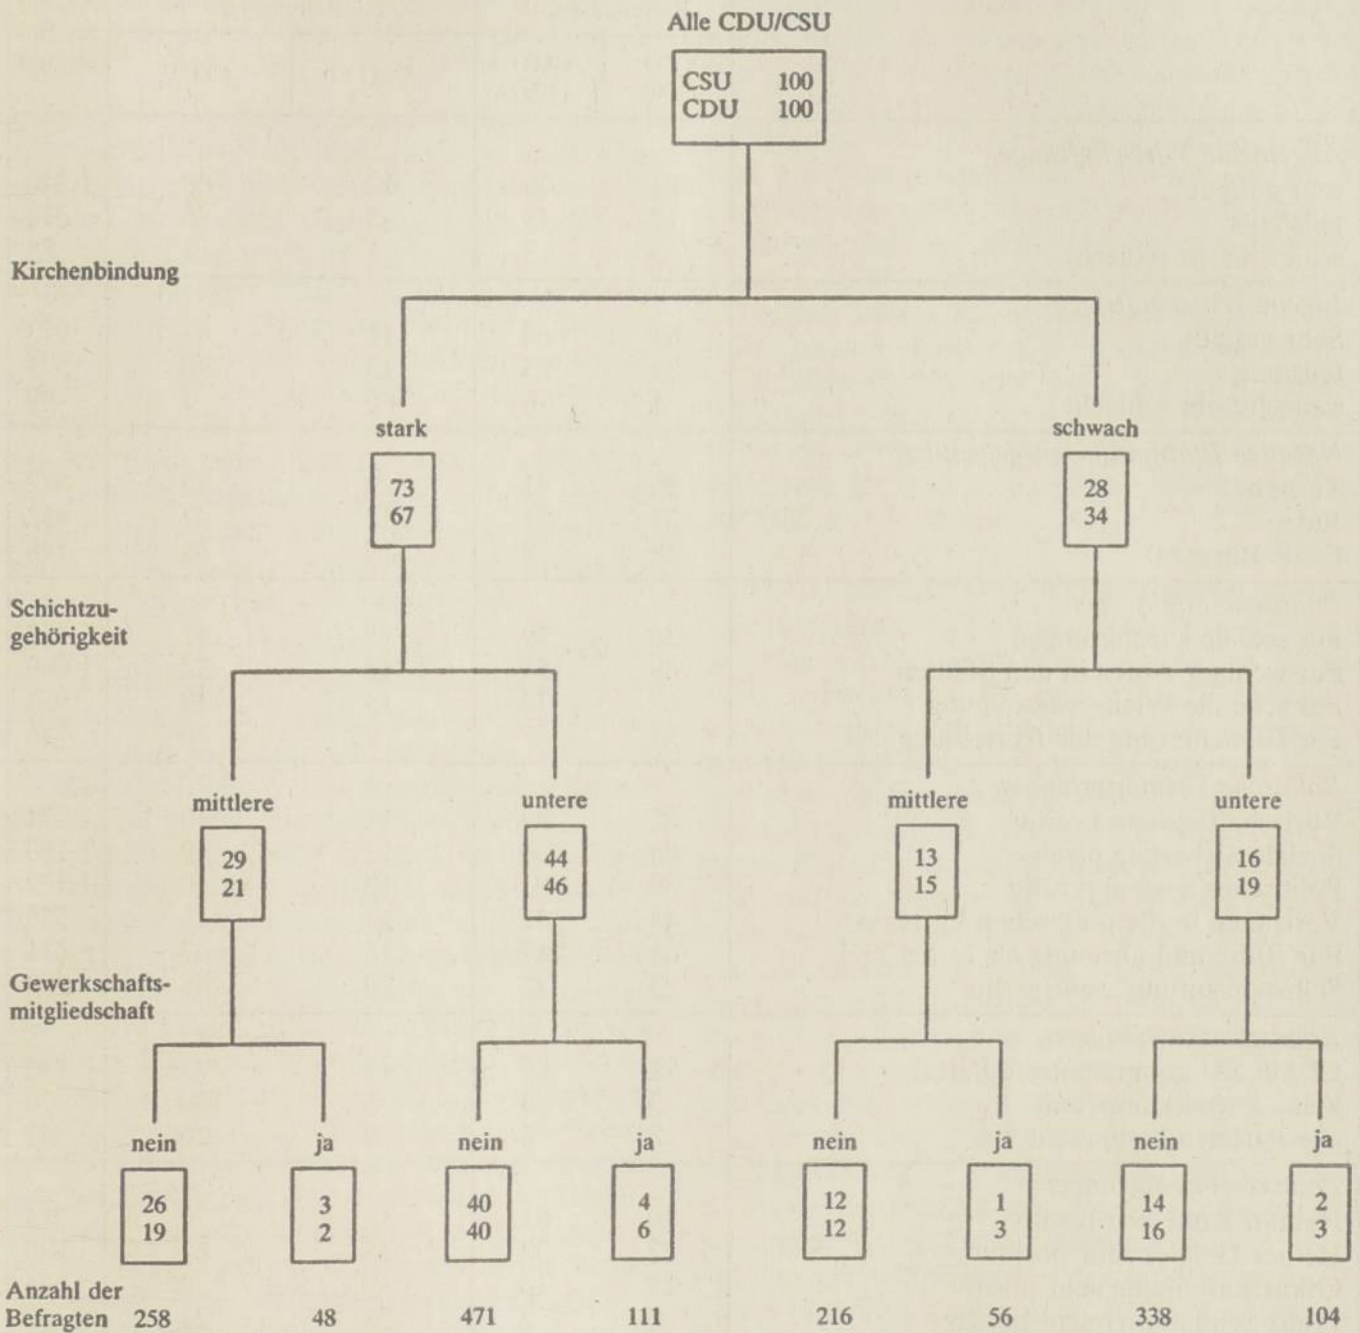 Alle CDU/CSU
CSU 100
CDU 100
Kirchenbindung
stark schwach
73 28
67 34
Schichtzu-
gehörigkeit
mittlere untere mittlere untere
29 44 13 16
21 46 15 19
Gewerkschafts-
mitgliedschaft
nein ja nein ja nein ja nein ja
26 3 40 4 12 1 14 2
19 2 40 6 12 3 16 3
Anzahl der
Befragten 258 48 471 111 216 56 338 104